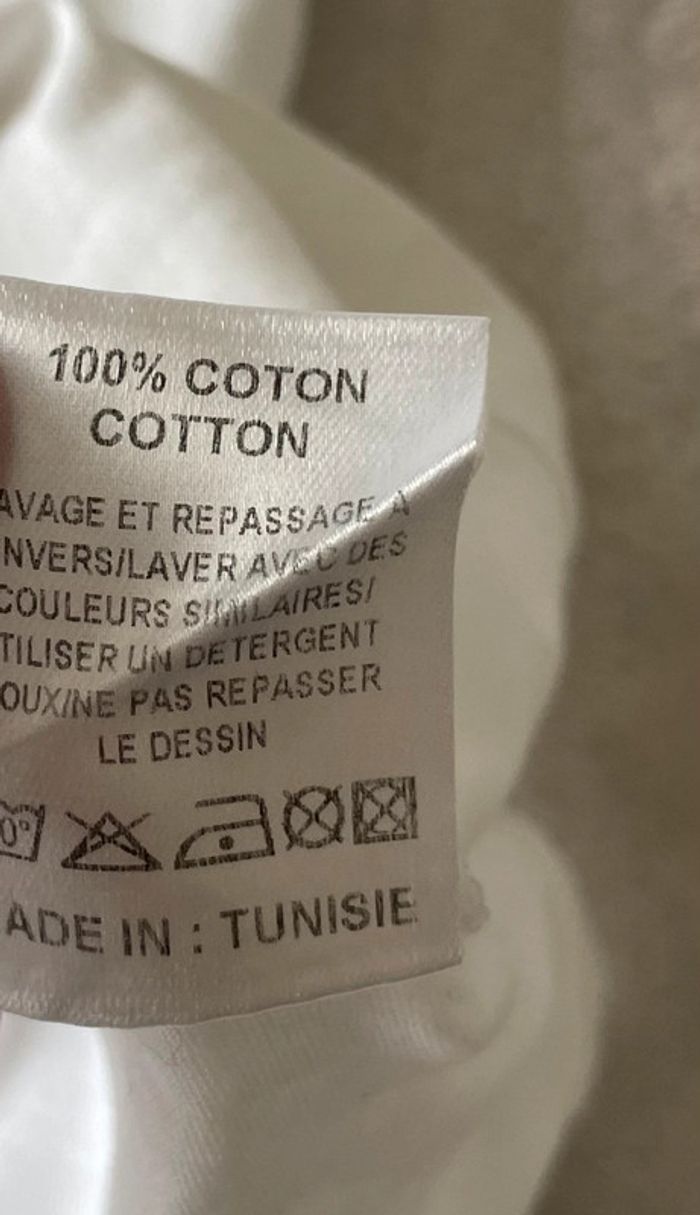 100% COTON
COTTON
AVAGE ET REPASSAGE A
NVERS/LAVER AVEC DES
COULEURS SIMILAIRES/
TILISER UN DETERGENT
OUX/NE PAS REPASSER
LE DESSIN
0°
ADE IN : TUNISIE